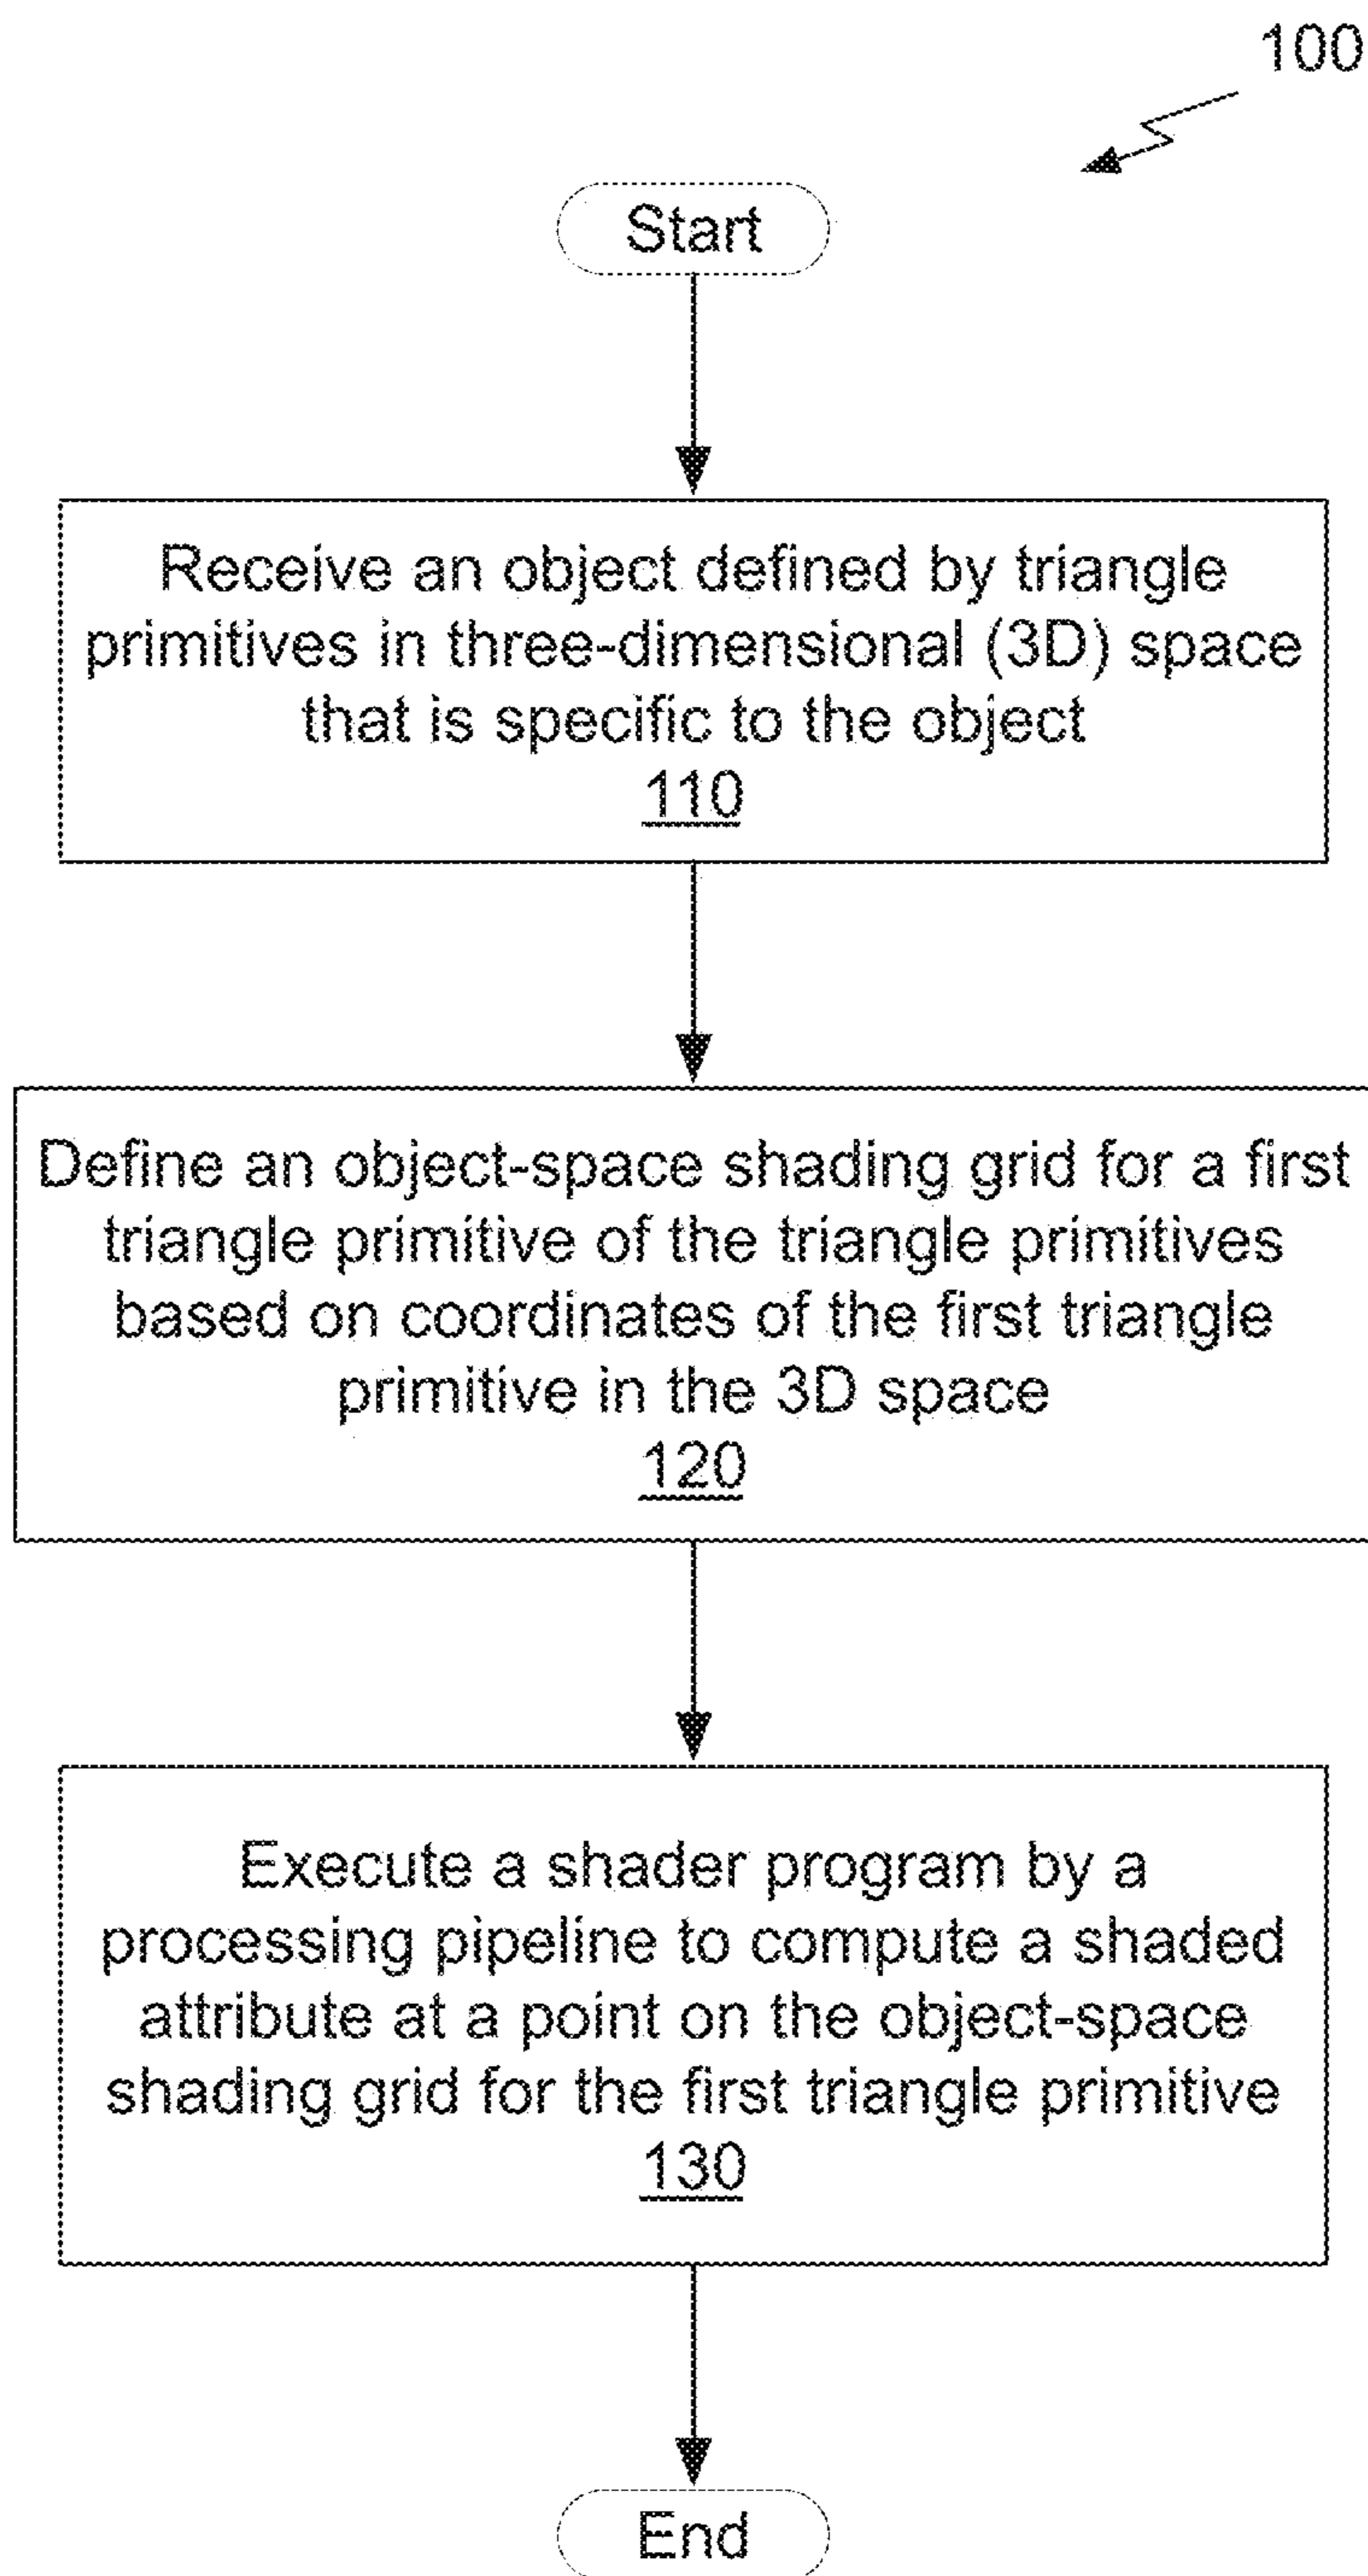 100
Start
Receive an object defined by triangle
primitives in three-dimensional (3D) space
that is specific to the object
110
Define an object-space shading grid for a first
triangle primitive of the triangle primitives
based on coordinates of the first triangle
primitive in the 3D space
120
Execute a shader program by a
processing pipeline to compute a shaded
attribute at a point on the object-space
shading grid for the first triangle primitive
130
End